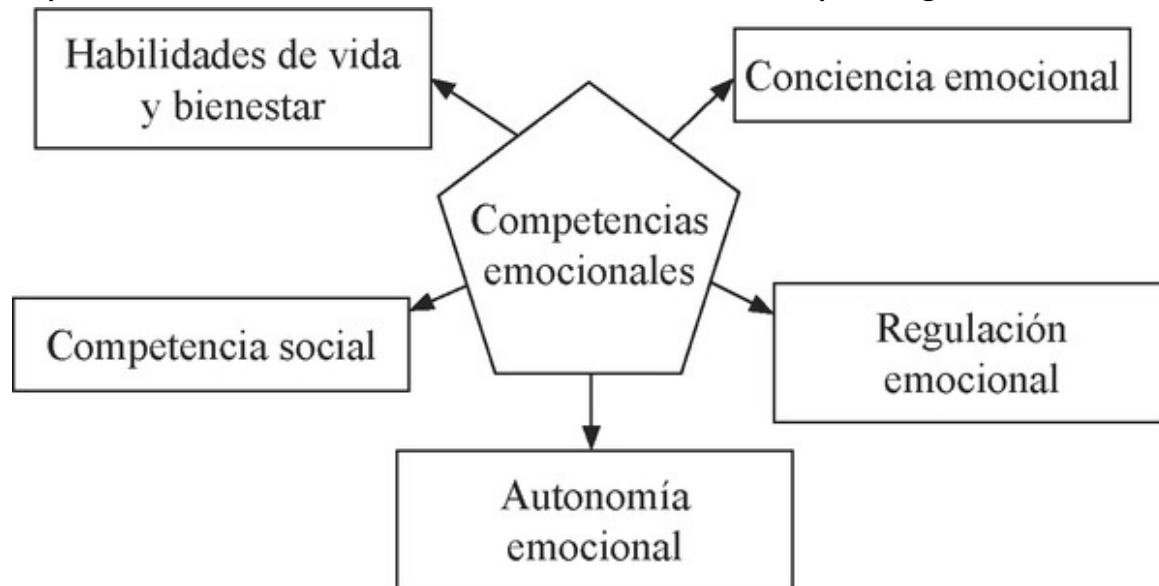 Habilidades de vida
y bienestar
Conciencia emocional
Competencias
emocionales
Competencia social
Regulación
emocional
Autonomía
emocional